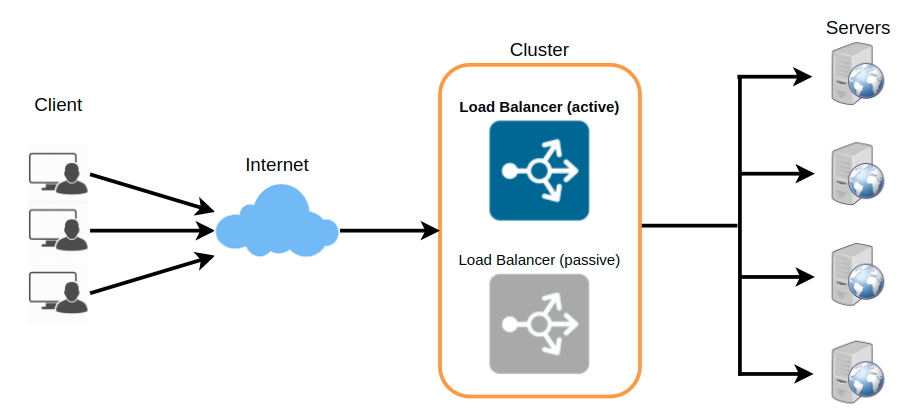 Client
Internet
Cluster
Load Balancer (active)
Load Balancer (passive)
Servers